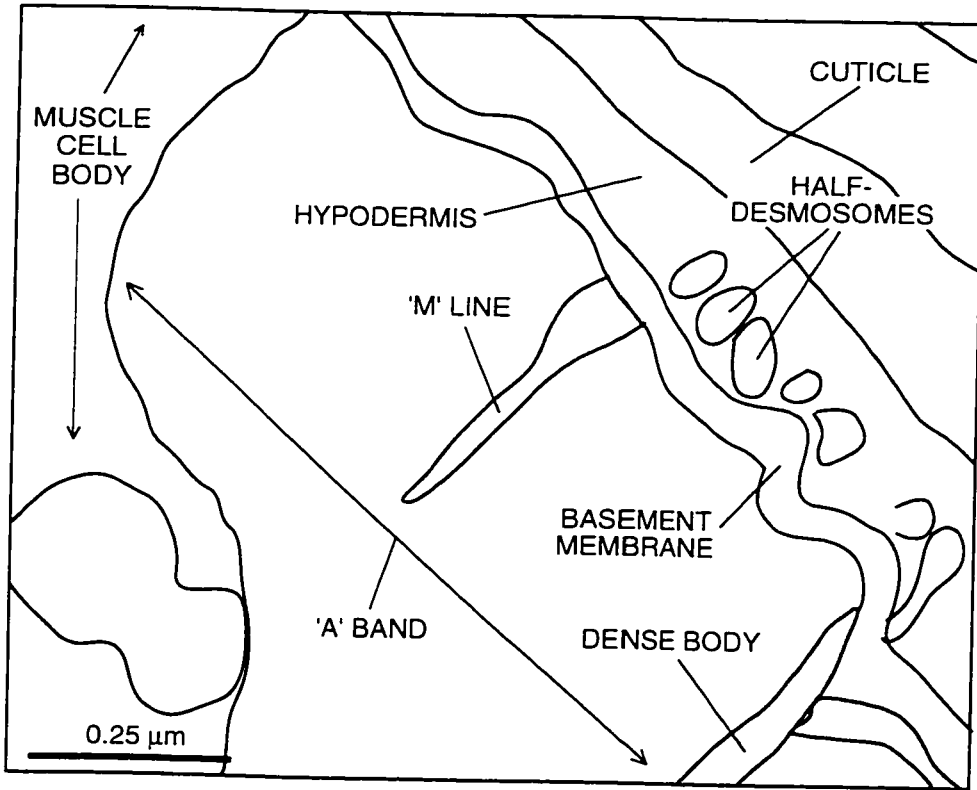 CUTICLE
MUSCLE
CELL
BODY
HALF-
DESMOSOMES
HYPODERMIS
'M' LINE
BASEMENT
MEMBRANE
'A' BAND
DENSE BODY
0.25 μm